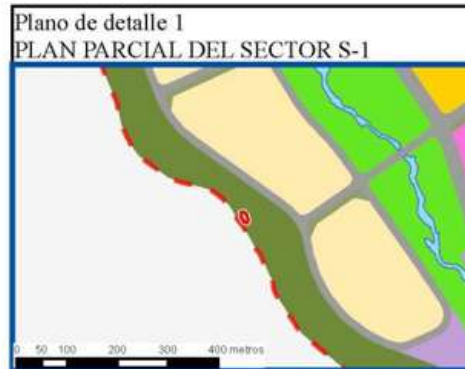 Plano de detalle 1
PLAN PARCIAL DEL SECTOR S-1
0 50 100 200 300 400 metros